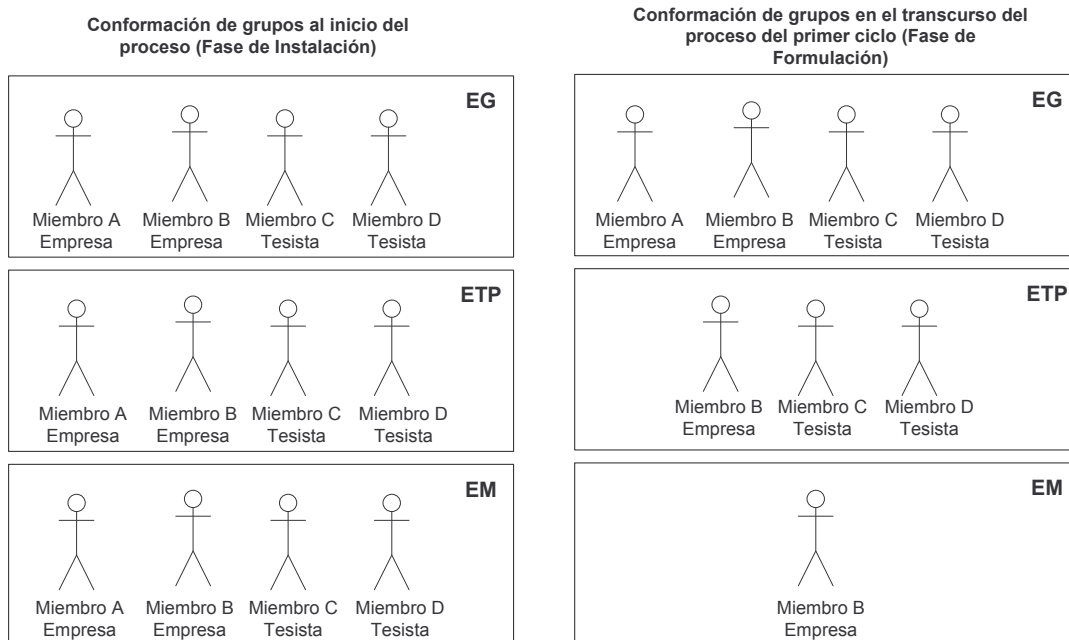 Conformación de grupos al inicio del
proceso (Fase de Instalación)
EG
Miembro A Miembro B Miembro C Miembro D
Empresa Empresa Tesista Tesista
ETP
Miembro A Miembro B Miembro C Miembro D
Empresa Empresa Tesista Tesista
EM
Miembro A Miembro B Miembro C Miembro D
Empresa Empresa Tesista Tesista
Conformación de grupos en el transcurso del
proceso del primer ciclo (Fase de
Formulación)
EG
Miembro A Miembro B Miembro C Miembro D
Empresa Empresa Tesista Tesista
ETP
Miembro B Miembro C Miembro D
Empresa Tesista Tesista
EM
Miembro B
Empresa